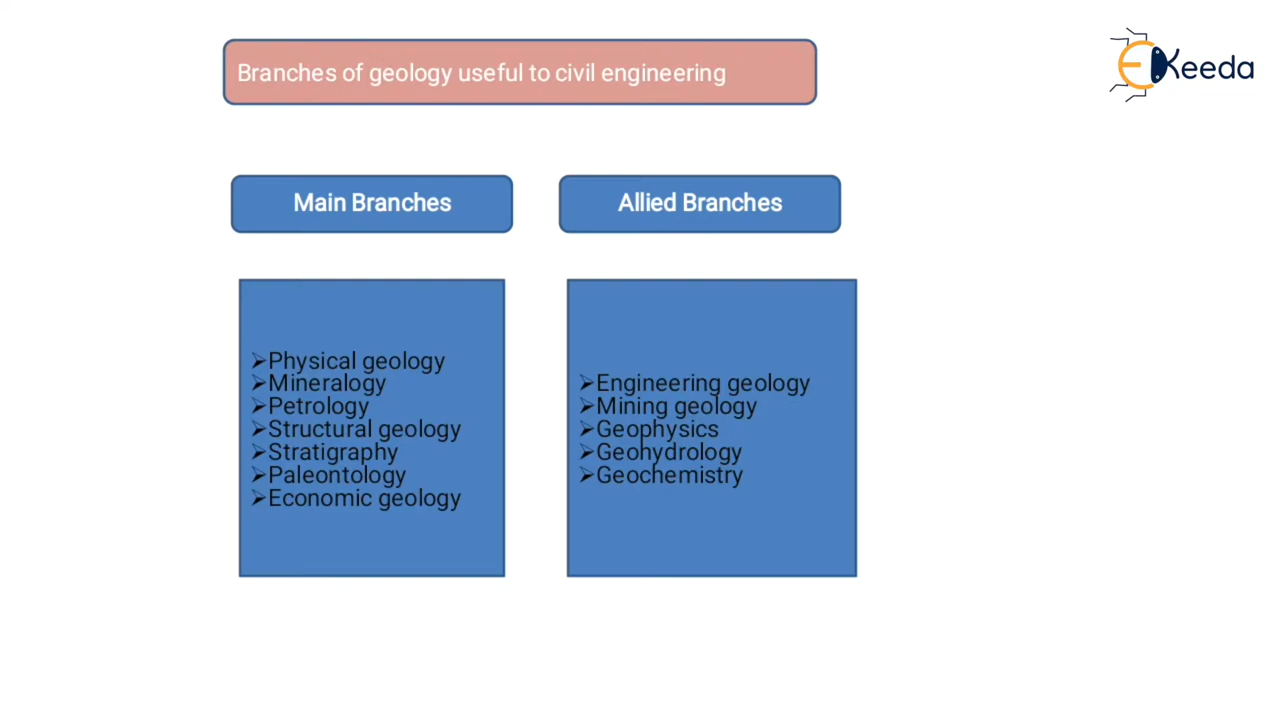 Branches of geology useful to civil engineering
EKeeda
Main Branches
Allied Branches
➢Physical geology
➢Mineralogy
➢Petrology
➢Structural geology
➢Stratigraphy
➢Paleontology
➢Economic geology
➢Engineering geology
➢Mining geology
➢Geophysics
➢Geohydrology
➢Geochemistry